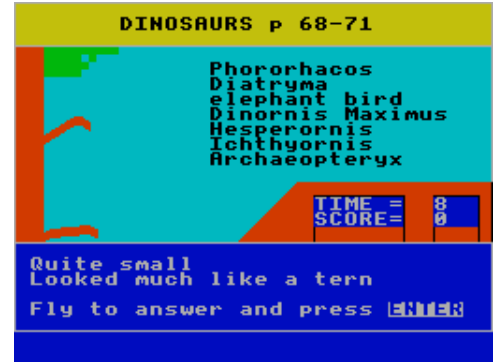 DINOSAURS p 68-71
Phororhacos
Diatryma
elephant bird
Dinornis Maximus
Hesperornis
Ichthyornis
Archaeopteryx
TIME = 8
SCORE= 0
Quite small
Looked much like a tern
Fly to answer and press ENTER